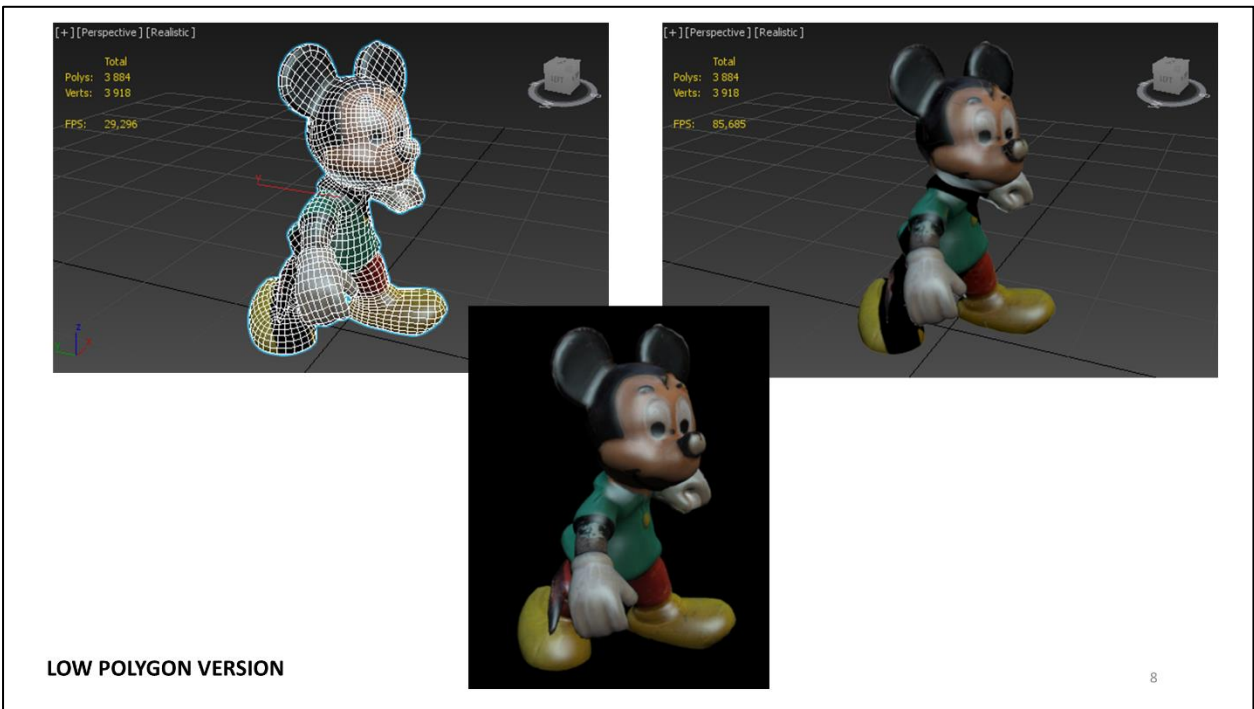 [+] [Perspective] [Realistic]
Total
Polys: 3 884
Verts: 3 918
FPS: 29,296
[+] [Perspective] [Realistic]
Total
Polys: 3 884
Verts: 3 918
FPS: 85,685
LOW POLYGON VERSION
8